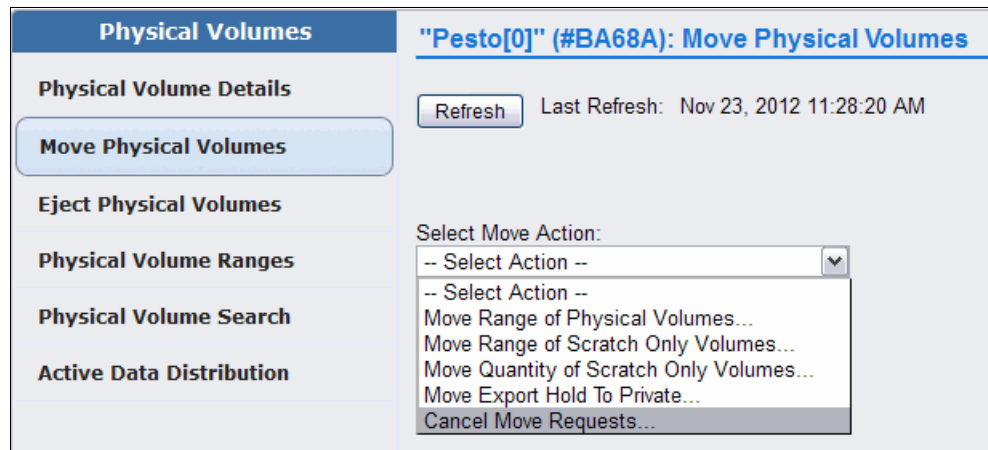 Physical Volumes
Physical Volume Details
Move Physical Volumes
Eject Physical Volumes
Physical Volume Ranges
Physical Volume Search
Active Data Distribution
"Pesto[0]" (#BA68A): Move Physical Volumes
Refresh Last Refresh: Nov 23, 2012 11:28:20 AM
Select Move Action:
-- Select Action --
-- Select Action --
Move Range of Physical Volumes...
Move Range of Scratch Only Volumes...
Move Quantity of Scratch Only Volumes...
Move Export Hold To Private...
Cancel Move Requests...